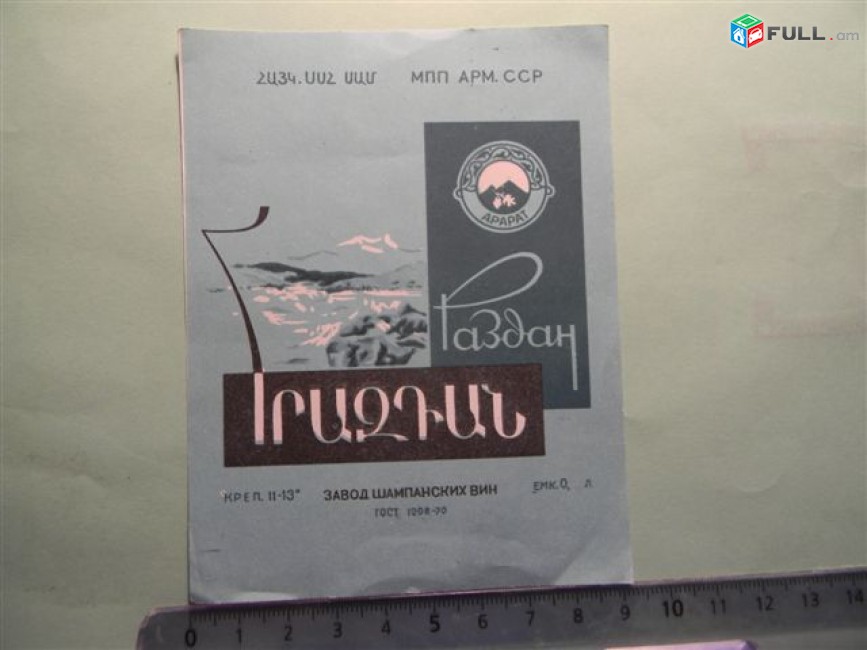 FULL.am
ՀԱՅԿ.ՍՍՀ ՍԱՄ МПП АРМ. ССР
АРАРАТ
Раздан
ՀՐԱԶԴԱՆ
КРЕП. 11-13° ЗАВОД ШАМПАНСКИХ ВИН ЕМК. 0, Л
ГОСТ 1208-70
0 1 2 3 4 5 6 7 8 9 10 11 12 13 14